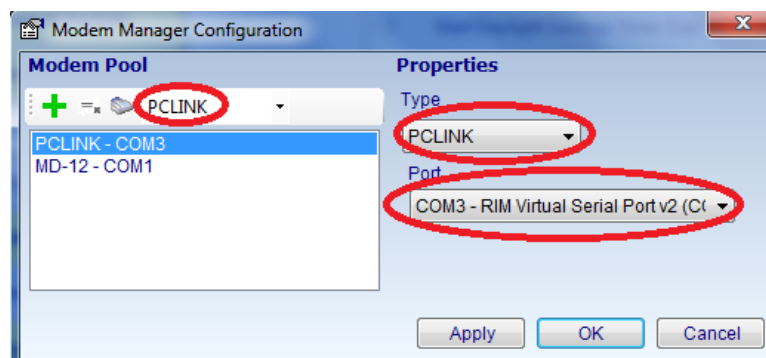 Modem Manager Configuration
Modem Pool
PCLINK
PCLINK - COM3
MD-12 - COM1
Properties
Type
PCLINK
Port
COM3 - RIM Virtual Serial Port v2 (C
Apply
OK
Cancel